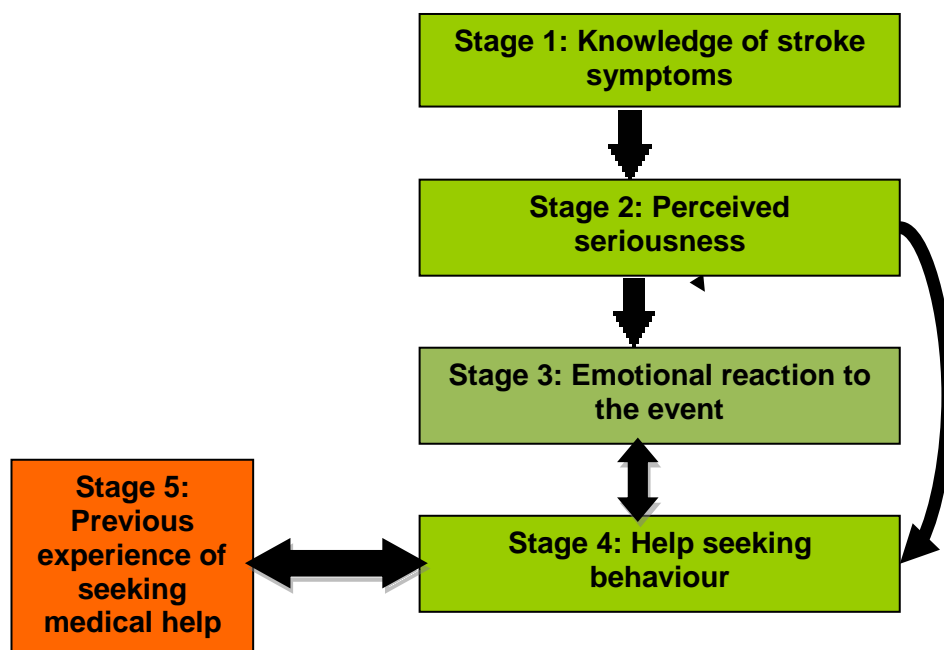 Stage 1: Knowledge of stroke
symptoms
Stage 2: Perceived
seriousness
Stage 3: Emotional reaction to
the event
Stage 4: Help seeking
behaviour
Stage 5:
Previous
experience of
seeking
medical help